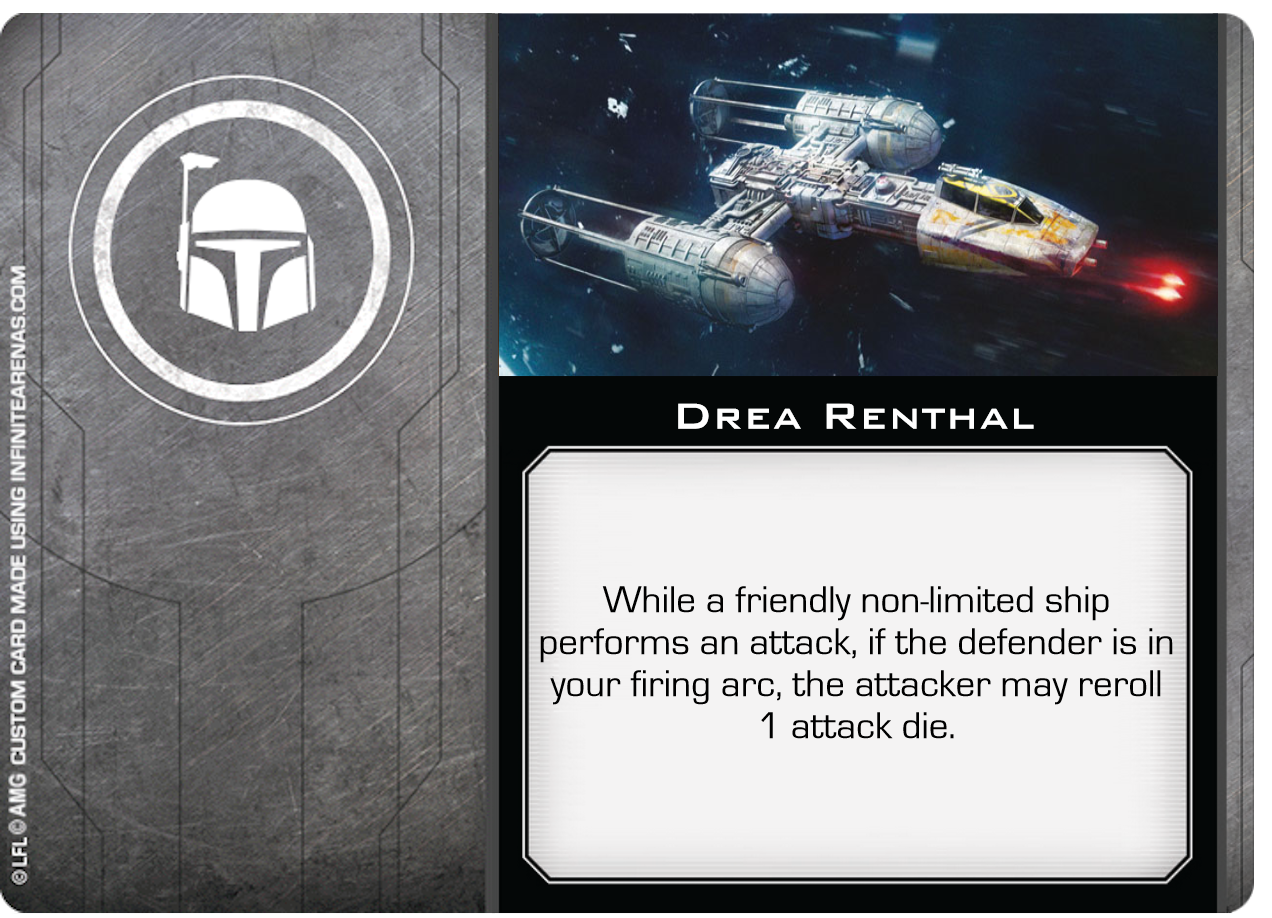 ©LFL©AMG CUSTOM CARD MADE USING INFINITEARENAS.COM
DREA RENTHAL
While a friendly non-limited ship
performs an attack, if the defender is in
your firing arc, the attacker may reroll
1 attack die.